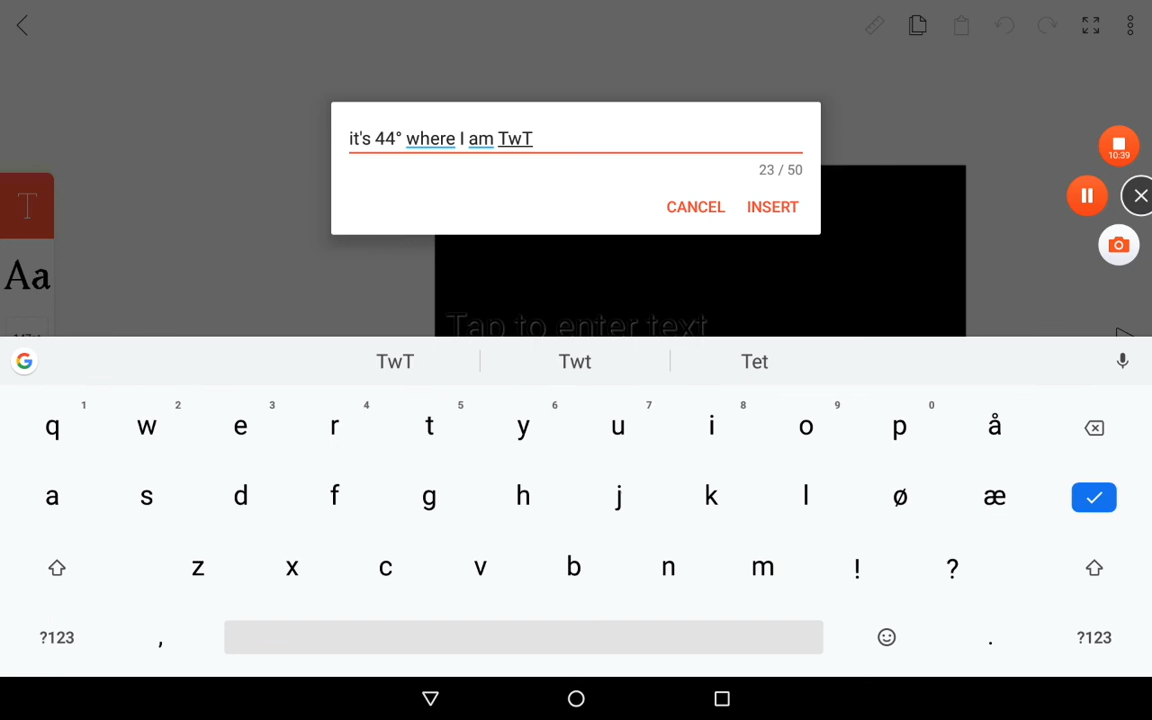 it's 44° where I am TwT
23 / 50
CANCEL INSERT
10:39
T
Aa
Tap to enter text
TwT Twt Tet
1 2 3 4 5 6 7 8 9 0
q w e r t y u i o p å
a s d f g h j k l ø æ
z x c v b n m ! ?
?123 , . ?123